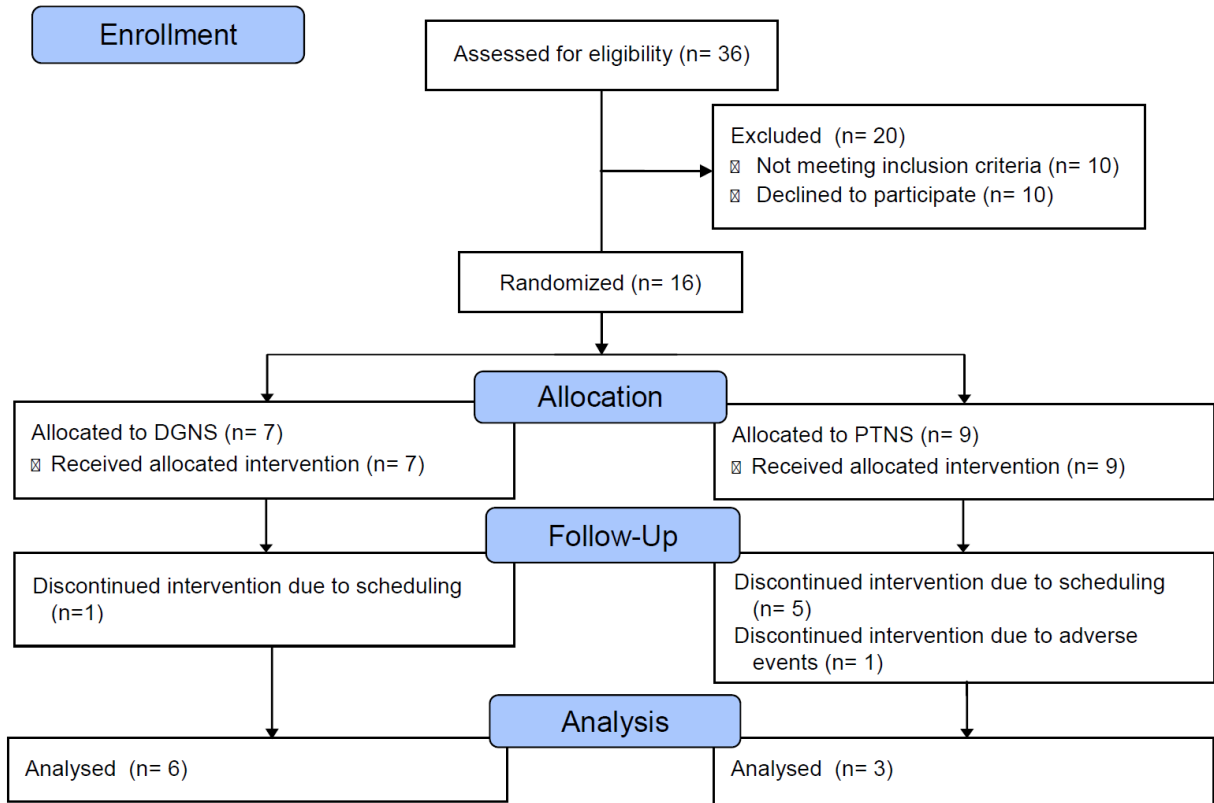 Enrollment
Assessed for eligibility (n= 36)
Excluded (n= 20)
Not meeting inclusion criteria (n= 10)
Declined to participate (n= 10)
Randomized (n= 16)
Allocation
Allocated to DGNS (n= 7)
Received allocated intervention (n= 7)
Allocated to PTNS (n= 9)
Received allocated intervention (n= 9)
Follow-Up
Discontinued intervention due to scheduling
(n=1)
Discontinued intervention due to scheduling
(n= 5)
Discontinued intervention due to adverse
events (n= 1)
Analysis
Analysed (n= 6)
Analysed (n= 3)